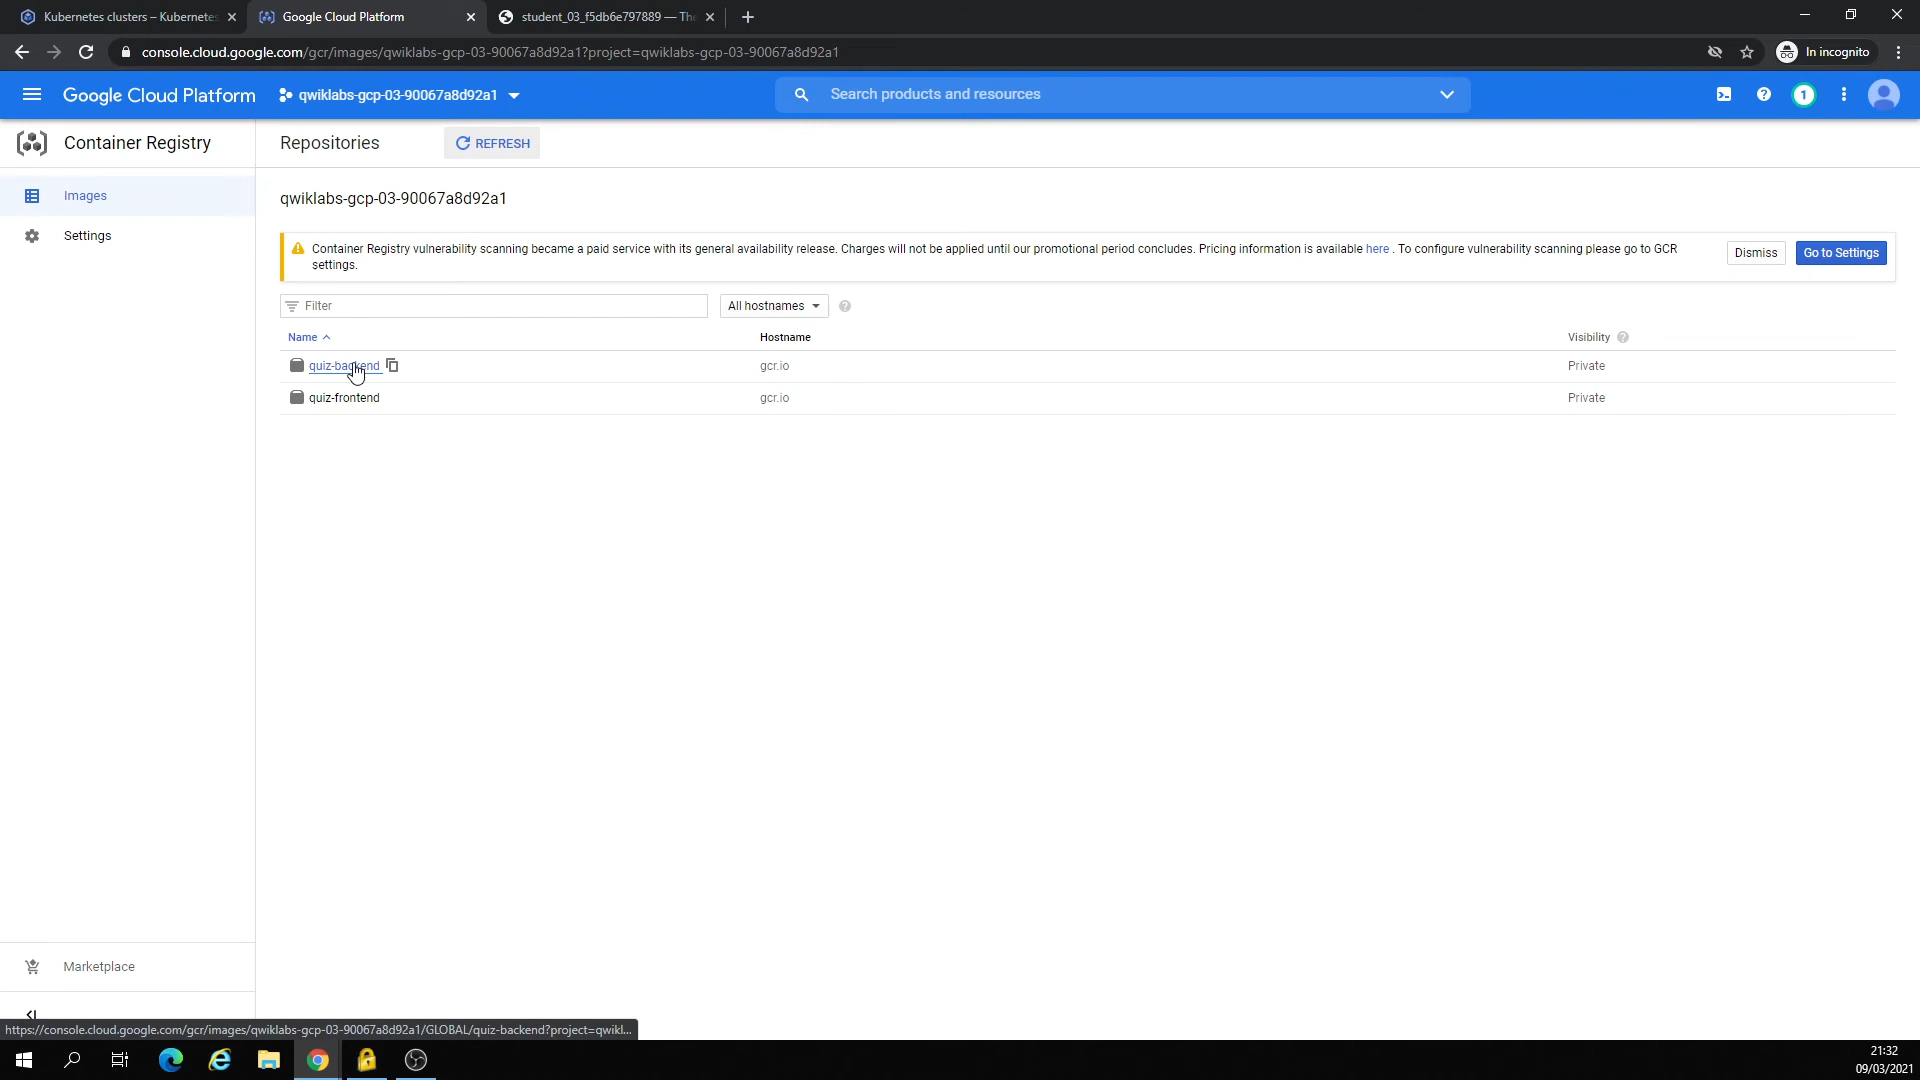 Kubernetes clusters – Kubernetes
Google Cloud Platform
student_03_f5db6e797889 — The
console.cloud.google.com/gcr/images/qwiklabs-gcp-03-90067a8d92a1?project=qwiklabs-gcp-03-90067a8d92a1
In incognito
Google Cloud Platform
qwiklabs-gcp-03-90067a8d92a1
Search products and resources
1
Container Registry
Repositories
REFRESH
Images
Settings
qwiklabs-gcp-03-90067a8d92a1
Container Registry vulnerability scanning became a paid service with its general availability release. Charges will not be applied until our promotional period concludes. Pricing information is available here . To configure vulnerability scanning please go to GCR
settings.
Dismiss
Go to Settings
Filter
All hostnames
Name
Hostname
Visibility
quiz-backend
gcr.io
Private
quiz-frontend
gcr.io
Private
Marketplace
https://console.cloud.google.com/gcr/images/qwiklabs-gcp-03-90067a8d92a1/GLOBAL/quiz-backend?project=qwikl...
21:32
09/03/2021